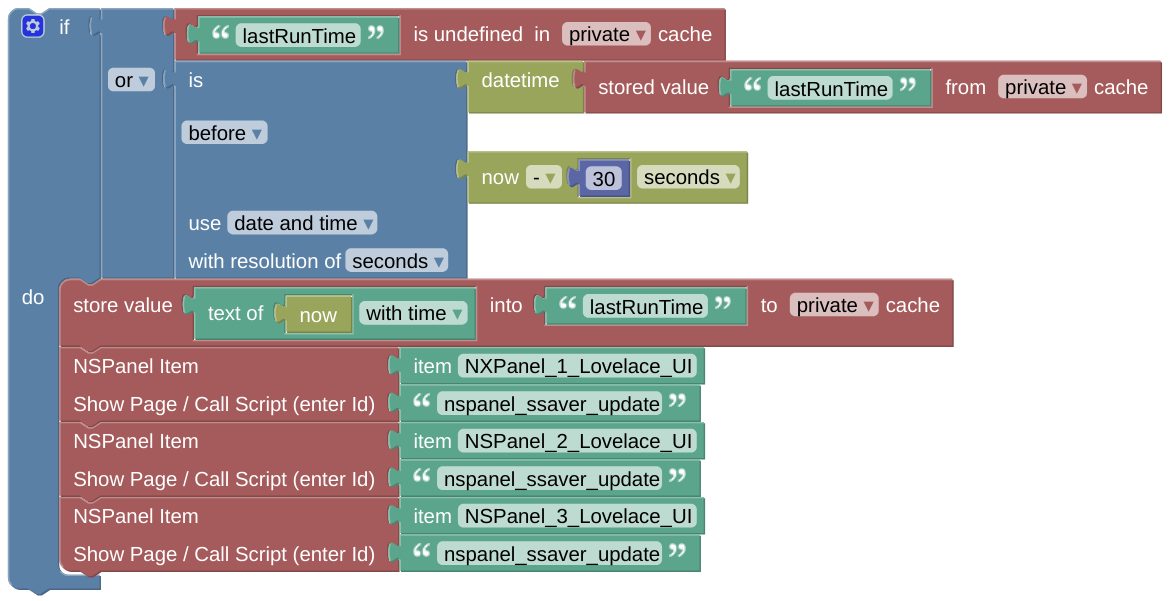 if “ lastRunTime ” is undefined in private ▾ cache
or ▾ is datetime stored value “ lastRunTime ” from private ▾ cache
before ▾
now - ▾ 30 seconds ▾
use date and time ▾
with resolution of seconds ▾
do store value text of now with time ▾ into “ lastRunTime ” to private ▾ cache
NSPanel Item item NXPanel_1_Lovelace_UI
Show Page / Call Script (enter Id) “ nspanel_ssaver_update ”
NSPanel Item item NSPanel_2_Lovelace_UI
Show Page / Call Script (enter Id) “ nspanel_ssaver_update ”
NSPanel Item item NSPanel_3_Lovelace_UI
Show Page / Call Script (enter Id) “ nspanel_ssaver_update ”